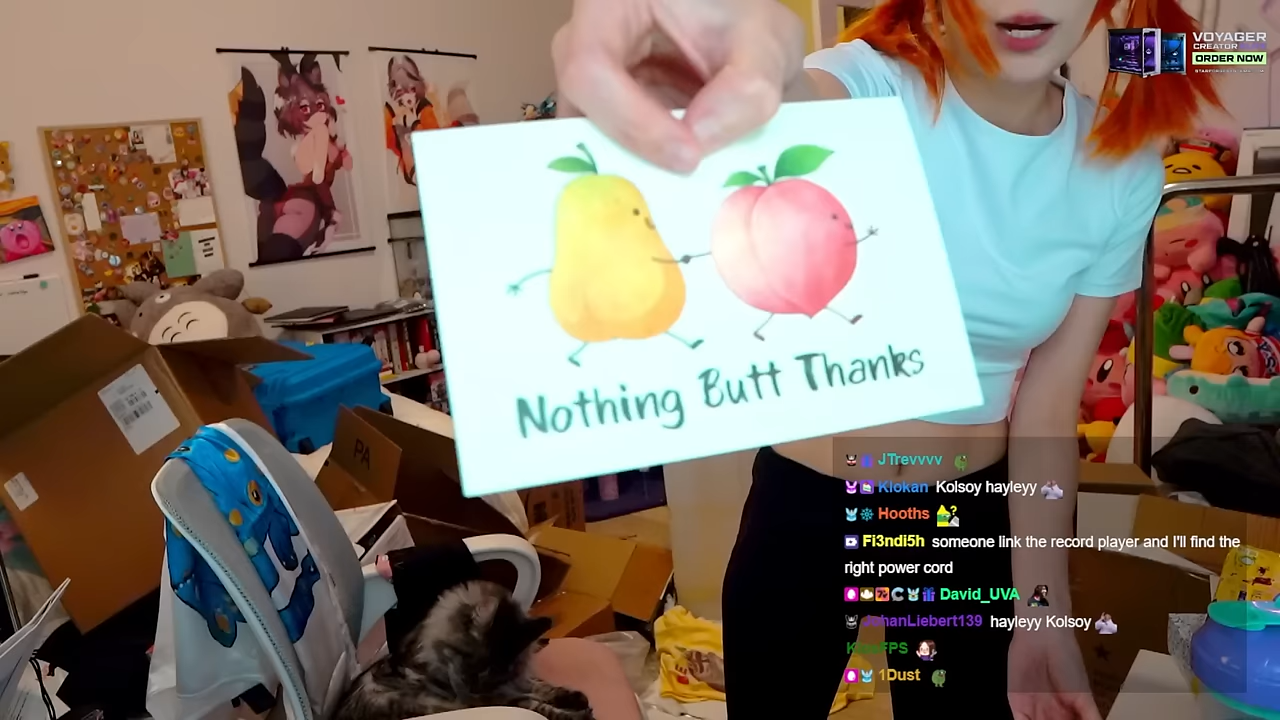 VOYAGER
CREATOR
ORDER NOW
Nothing Butt Thanks
PA
JTrevvvv
Klokan Kolsoy hayleyy
Hooths
Fi3ndi5h someone link the record player and I'll find the
right power cord
David_UVA
JohanLiebert139 hayleyy Kolsoy
1Dust